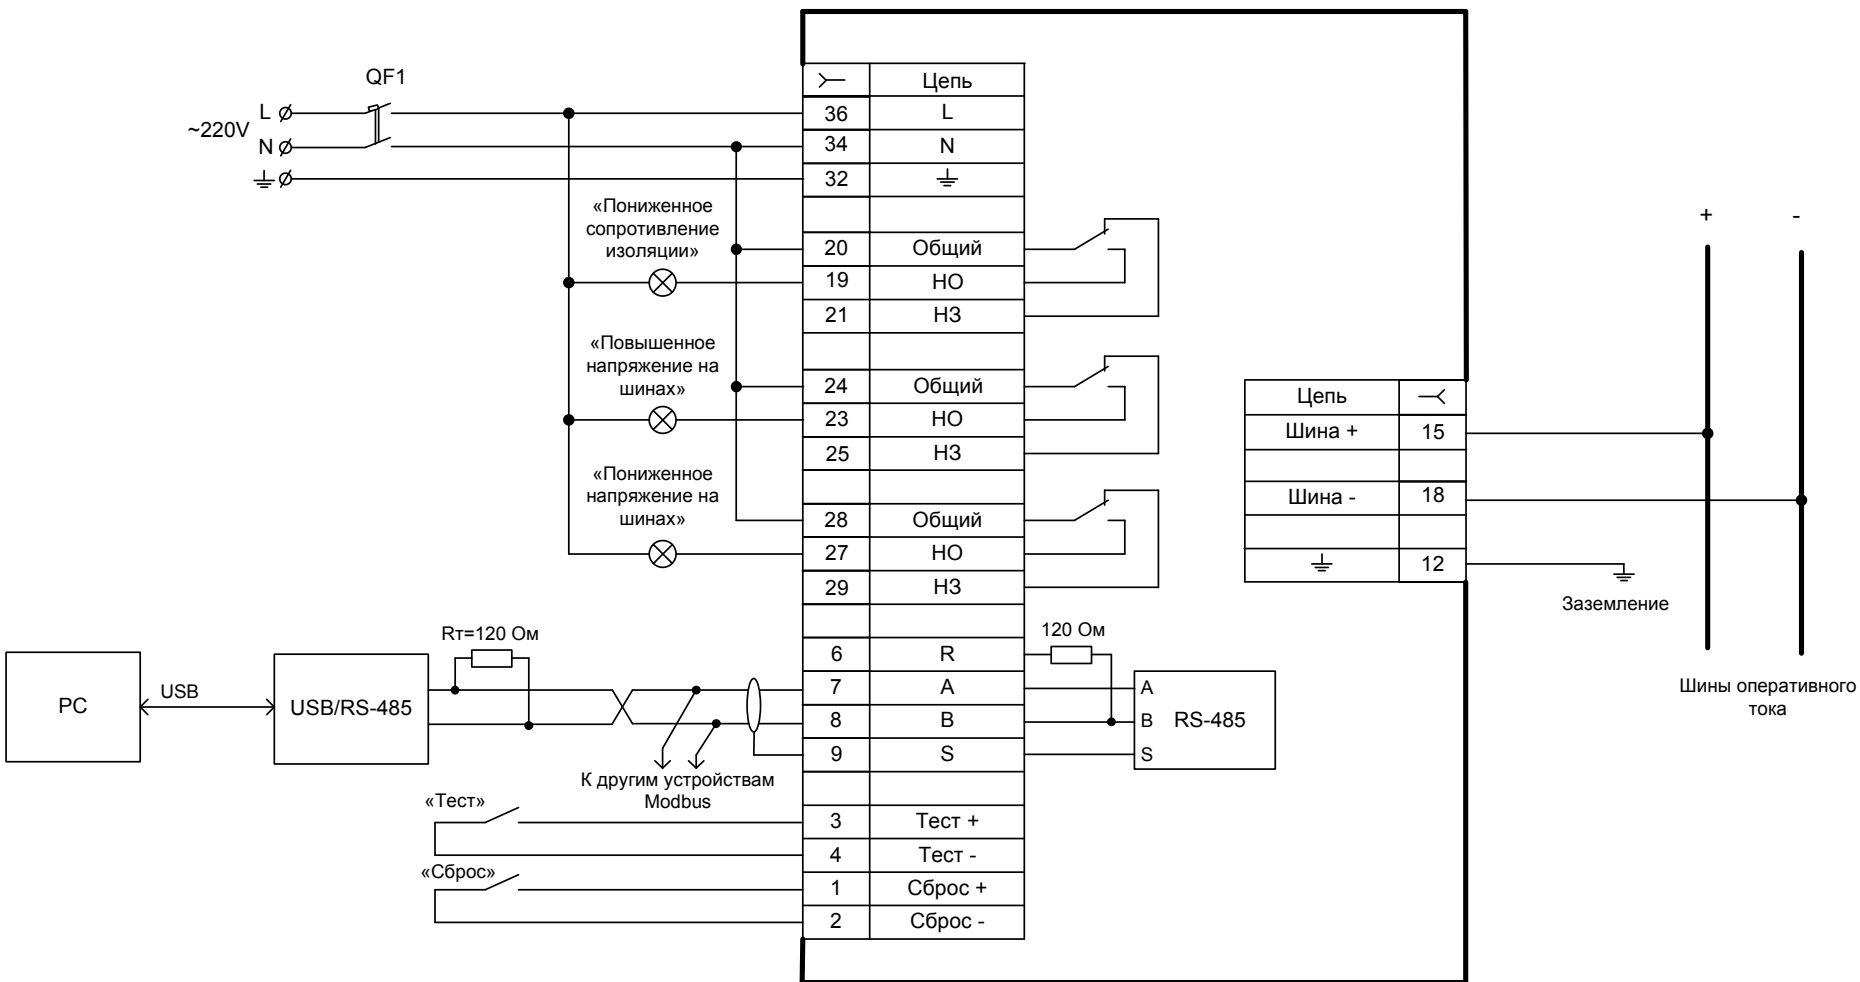 QF1
L
~220V
N
«Пониженное
сопротивление
изоляции»
«Повышенное
напряжение на
шинах»
«Пониженное
напряжение на
шинах»
Цепь
36 L
34 N
32
20 Общий
19 НО
21 НЗ
24 Общий
23 НО
25 НЗ
28 Общий
27 НО
29 НЗ
6 R
7 A
8 B
9 S
3 Тест +
4 Тест -
1 Сброс +
2 Сброс -
PC
USB
USB/RS-485
Rт=120 Ом
К другим устройствам
Modbus
«Тест»
«Сброс»
120 Ом
A
B RS-485
S
Цепь
Шина + 15
Шина - 18
12
Заземление
+ -
Шины оперативного
тока